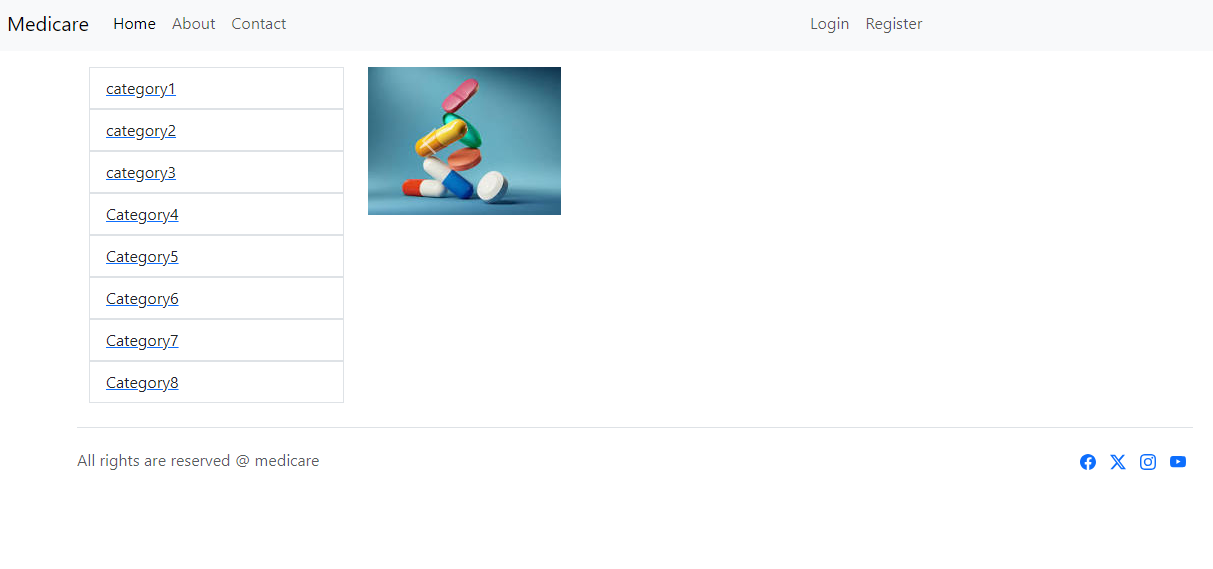 Medicare Home About Contact Login Register
category1
category2
category3
Category4
Category5
Category6
Category7
Category8
All rights are reserved @ medicare